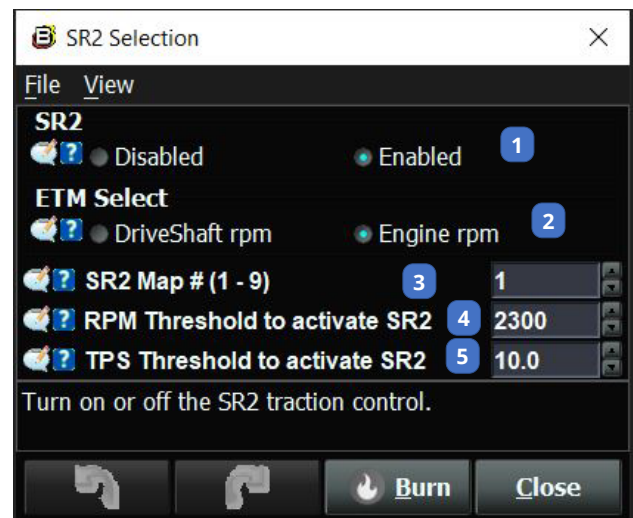 SR2 Selection
File View
SR2
Disabled Enabled 1
ETM Select
DriveShaft rpm Engine rpm 2
SR2 Map # (1 - 9) 3 1
RPM Threshold to activate SR2 4 2300
TPS Threshold to activate SR2 5 10.0
Turn on or off the SR2 traction control.
Burn Close